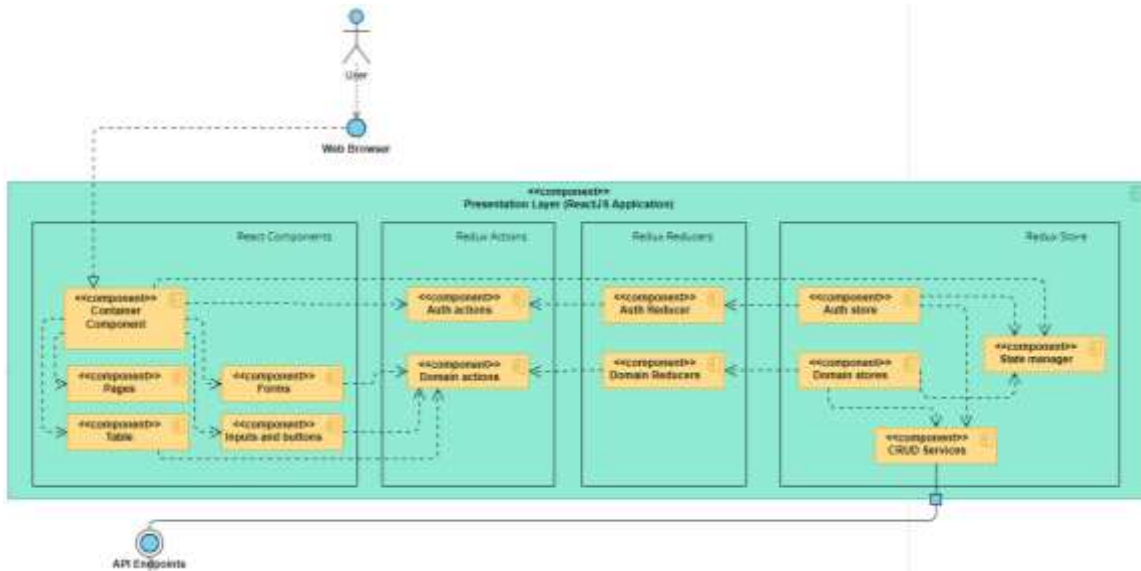 User
Web Browser
<<component>>
Presentation Layer (ReactJS Application)
React Components
Redux Actions
Redux Reducers
Redux Store
<<component>>
Container
Component
<<component>>
Auth actions
<<component>>
Auth Reducer
<<component>>
Auth store
<<component>>
State manager
<<component>>
Pages
<<component>>
Forms
<<component>>
Domain actions
<<component>>
Domain Reducers
<<component>>
Domain stores
<<component>>
Table
<<component>>
Inputs and buttons
<<component>>
CRUD Services
API Endpoints